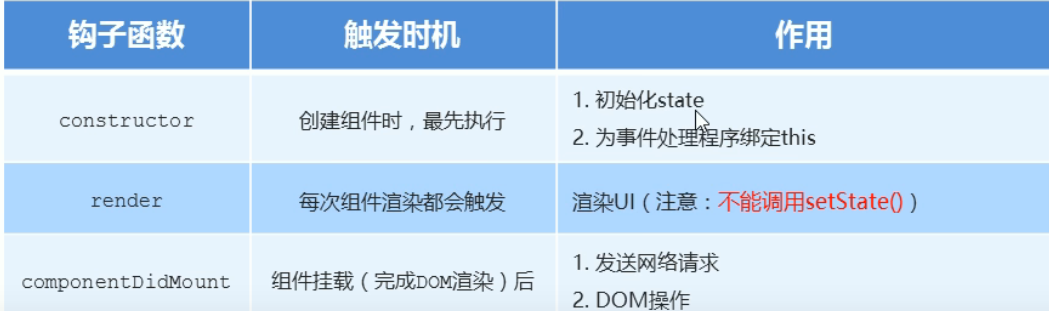 钩子函数 触发时机 作用
constructor 创建组件时，最先执行 1. 初始化state
2. 为事件处理程序绑定this
render 每次组件渲染都会触发 渲染UI（注意：不能调用setState()）
componentDidMount 组件挂载（完成DOM渲染）后 1. 发送网络请求
2. DOM操作